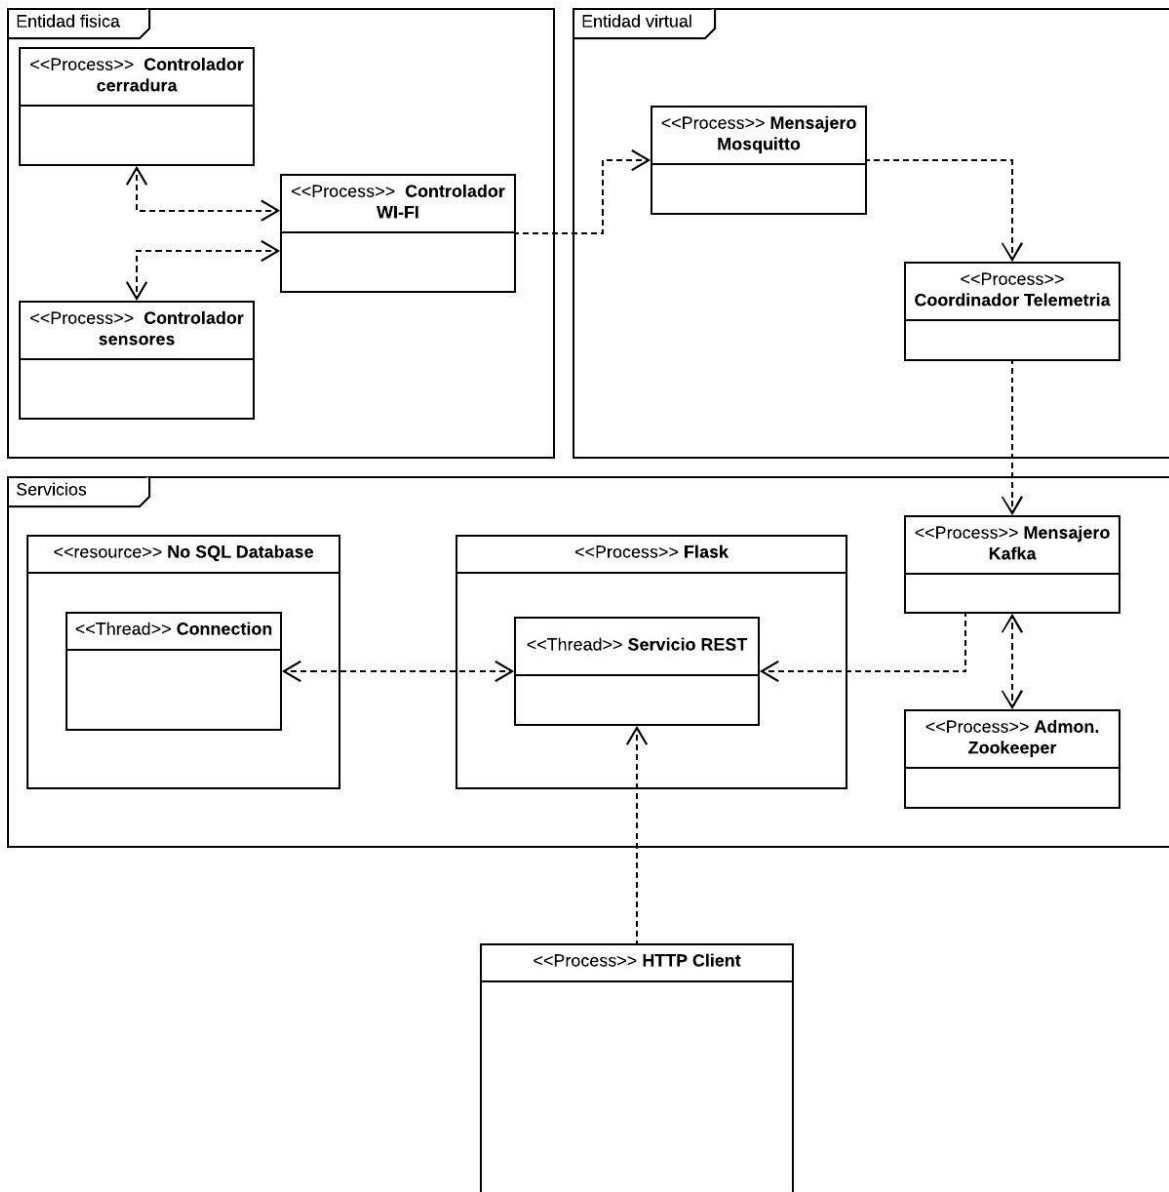 Entidad fisica
<<Process>> Controlador
cerradura
<<Process>> Controlador
WI-FI
<<Process>> Controlador
sensores
Entidad virtual
<<Process>> Mensajero
Mosquitto
<<Process>>
Coordinador Telemetria
Servicios
<<resource>> No SQL Database
<<Thread>> Connection
<<Process>> Flask
<<Thread>> Servicio REST
<<Process>> Mensajero
Kafka
<<Process>> Admon.
Zookeeper
<<Process>> HTTP Client